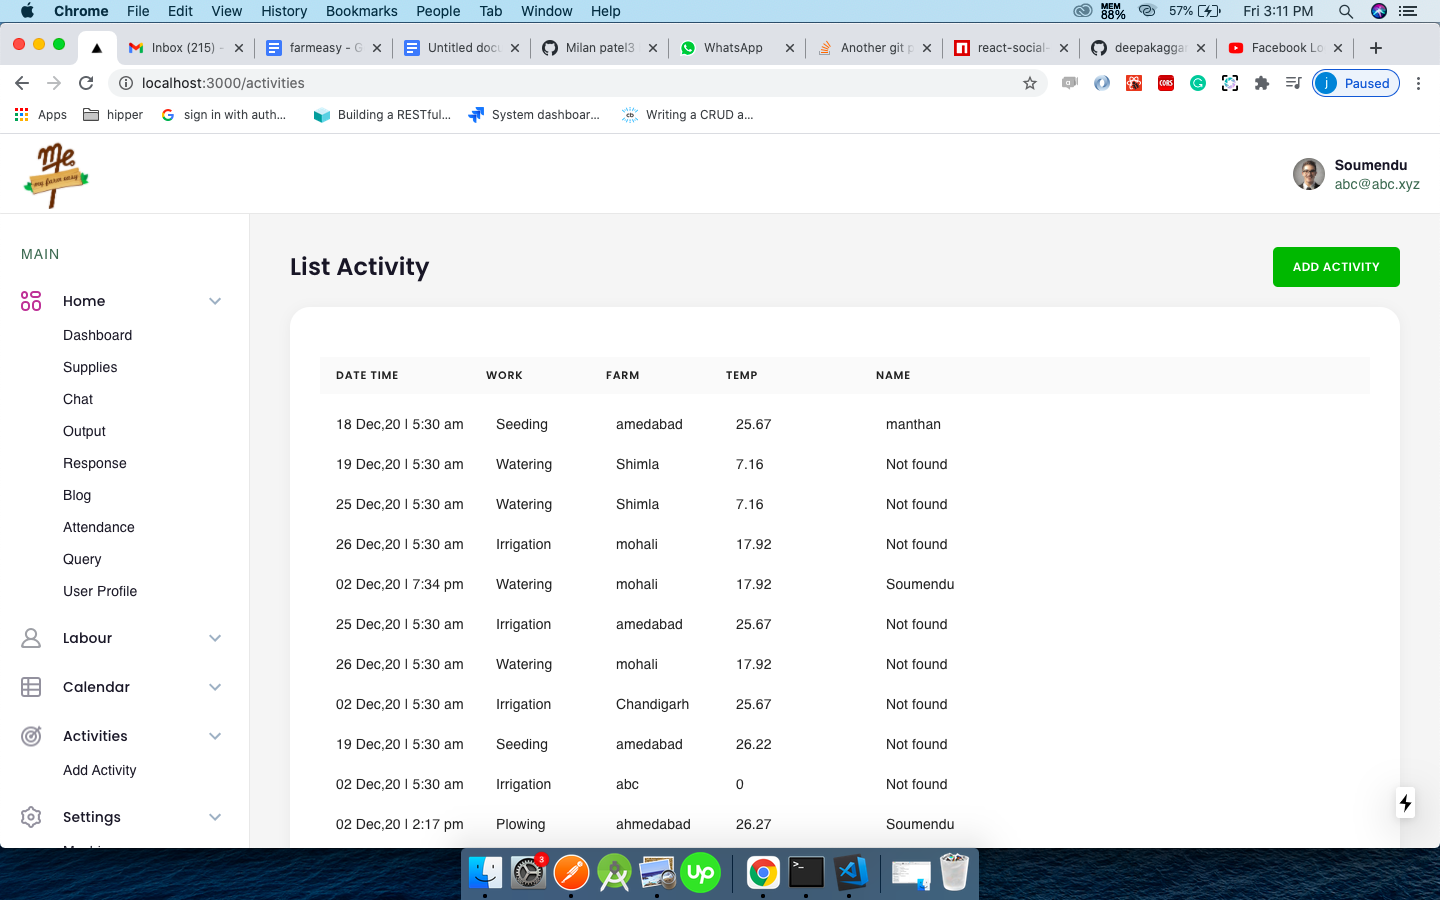 Chrome File Edit View History Bookmarks People Tab Window Help MEM 88% 57% Fri 3:11 PM
Inbox (215) - farmeasy - G Untitled docu Milan patel3 WhatsApp Another git p react-social- deepakaggar Facebook Lo
localhost:3000/activities CORS j Paused
Apps hipper sign in with auth... Building a RESTful... System dashboar... cb Writing a CRUD a...
Me
my farm easy
Soumendu
abc@abc.xyz
MAIN
Home
Dashboard
Supplies
Chat
Output
Response
Blog
Attendance
Query
User Profile
Labour
Calendar
Activities
Add Activity
Settings
List Activity
ADD ACTIVITY
DATE TIME WORK FARM TEMP NAME
18 Dec,20 | 5:30 am Seeding amedabad 25.67 manthan
19 Dec,20 | 5:30 am Watering Shimla 7.16 Not found
25 Dec,20 | 5:30 am Watering Shimla 7.16 Not found
26 Dec,20 | 5:30 am Irrigation mohali 17.92 Not found
02 Dec,20 | 7:34 pm Watering mohali 17.92 Soumendu
25 Dec,20 | 5:30 am Irrigation amedabad 25.67 Not found
26 Dec,20 | 5:30 am Watering mohali 17.92 Not found
02 Dec,20 | 5:30 am Irrigation Chandigarh 25.67 Not found
19 Dec,20 | 5:30 am Seeding amedabad 26.22 Not found
02 Dec,20 | 5:30 am Irrigation abc 0 Not found
02 Dec,20 | 2:17 pm Plowing ahmedabad 26.27 Soumendu
3 up